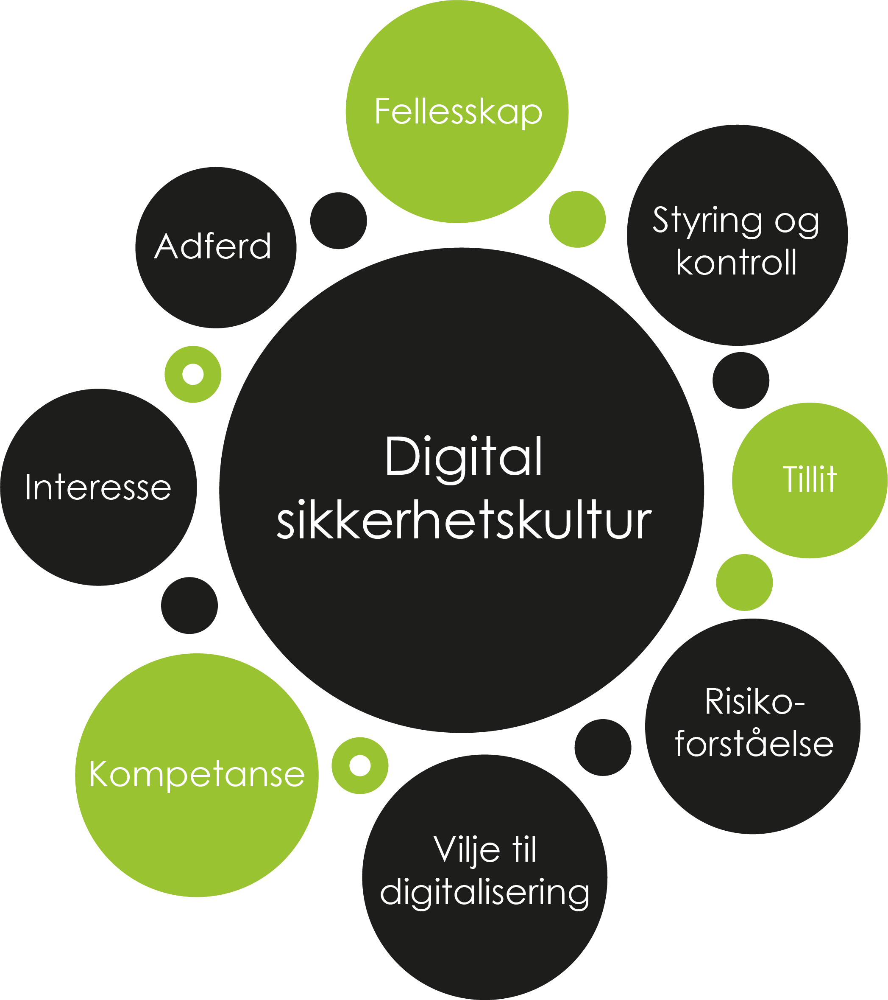 Fellesskap
Styring og
kontroll
Adferd
Digital
sikkerhetskultur
Tillit
Interesse
Risiko-
forståelse
Kompetanse
Vilje til
digitalisering